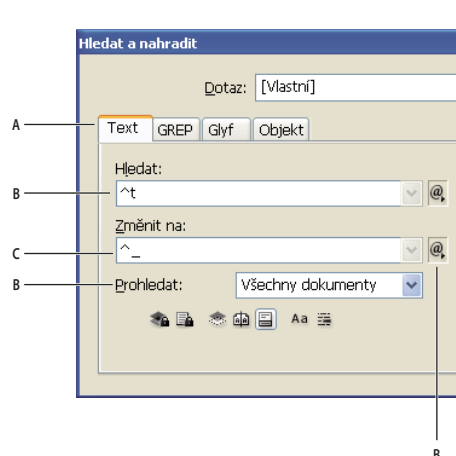 Hledat a nahradit
Dotaz: [Vlastní]
A
Text GREP Glyf Objekt
Hledat:
B ^t @
Změnit na:
C ^_ @
B Prohledat: Všechny dokumenty
Aa
B